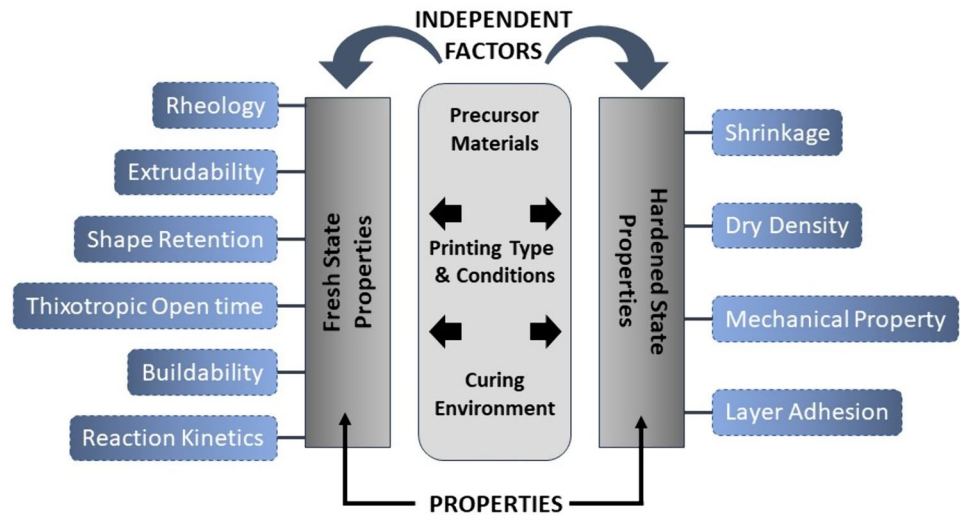 INDEPENDENT
FACTORS
Rheology
Extrudability
Shape Retention
Thixotropic Open time
Buildability
Reaction Kinetics
Fresh State
Properties
Precursor
Materials
Printing Type
& Conditions
Curing
Environment
Hardened State
Properties
Shrinkage
Dry Density
Mechanical Property
Layer Adhesion
PROPERTIES